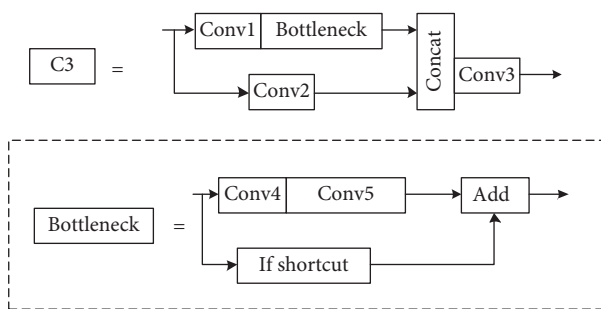 C3 = Conv1 Bottleneck
Conv2
Concat
Conv3
Bottleneck = Conv4 Conv5 Add
If shortcut